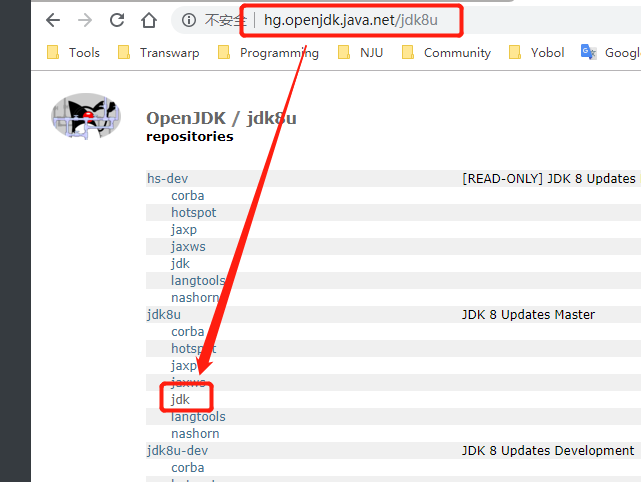 不安全 | hg.openjdk.java.net/jdk8u
Tools Transwarp Programming NJU Community Yobol Google
OpenJDK / jdk8u
repositories
hs-dev [READ-ONLY] JDK 8 Updates
corba
hotspot
jaxp
jaxws
jdk
langtools
nashorn
jdk8u JDK 8 Updates Master
corba
hotspot
jaxp
jaxws
jdk
langtools
nashorn
jdk8u-dev JDK 8 Updates Development
corba